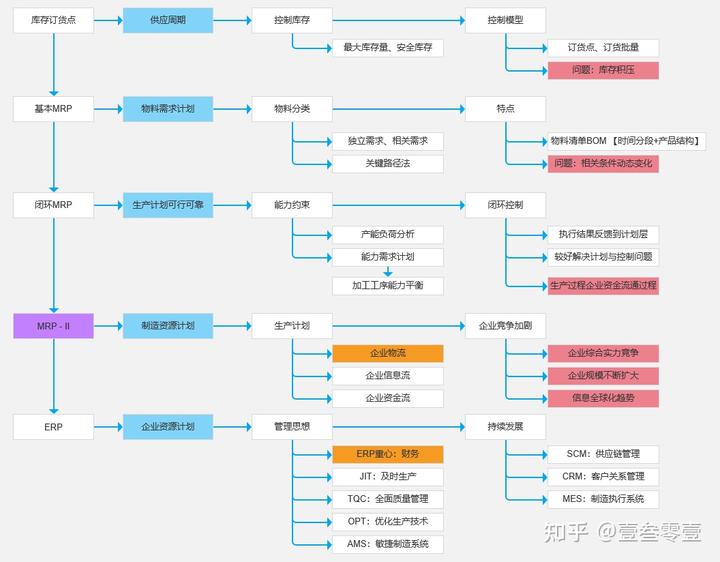 库存订货点
供应周期
控制库存
控制模型
最大库存量、安全库存
订货点、订货批量
问题：库存积压
基本MRP
物料需求计划
物料分类
特点
独立需求、相关需求
物料清单BOM 【时间分段+产品结构】
关键路径法
问题：相关条件动态变化
闭环MRP
生产计划可行可靠
能力约束
闭环控制
产能负荷分析
执行结果反馈到计划层
能力需求计划
较好解决计划与控制问题
加工工序能力平衡
生产过程企业资金流通过程
MRP - II
制造资源计划
生产计划
企业竞争加剧
企业物流
企业综合实力竞争
企业信息流
企业规模不断扩大
企业资金流
信息全球化趋势
ERP
企业资源计划
管理思想
持续发展
ERP重心：财务
SCM：供应链管理
JIT：及时生产
CRM：客户关系管理
TQC：全面质量管理
MES：制造执行系统
OPT：优化生产技术
AMS：敏捷制造系统
知乎 @壹叁零壹